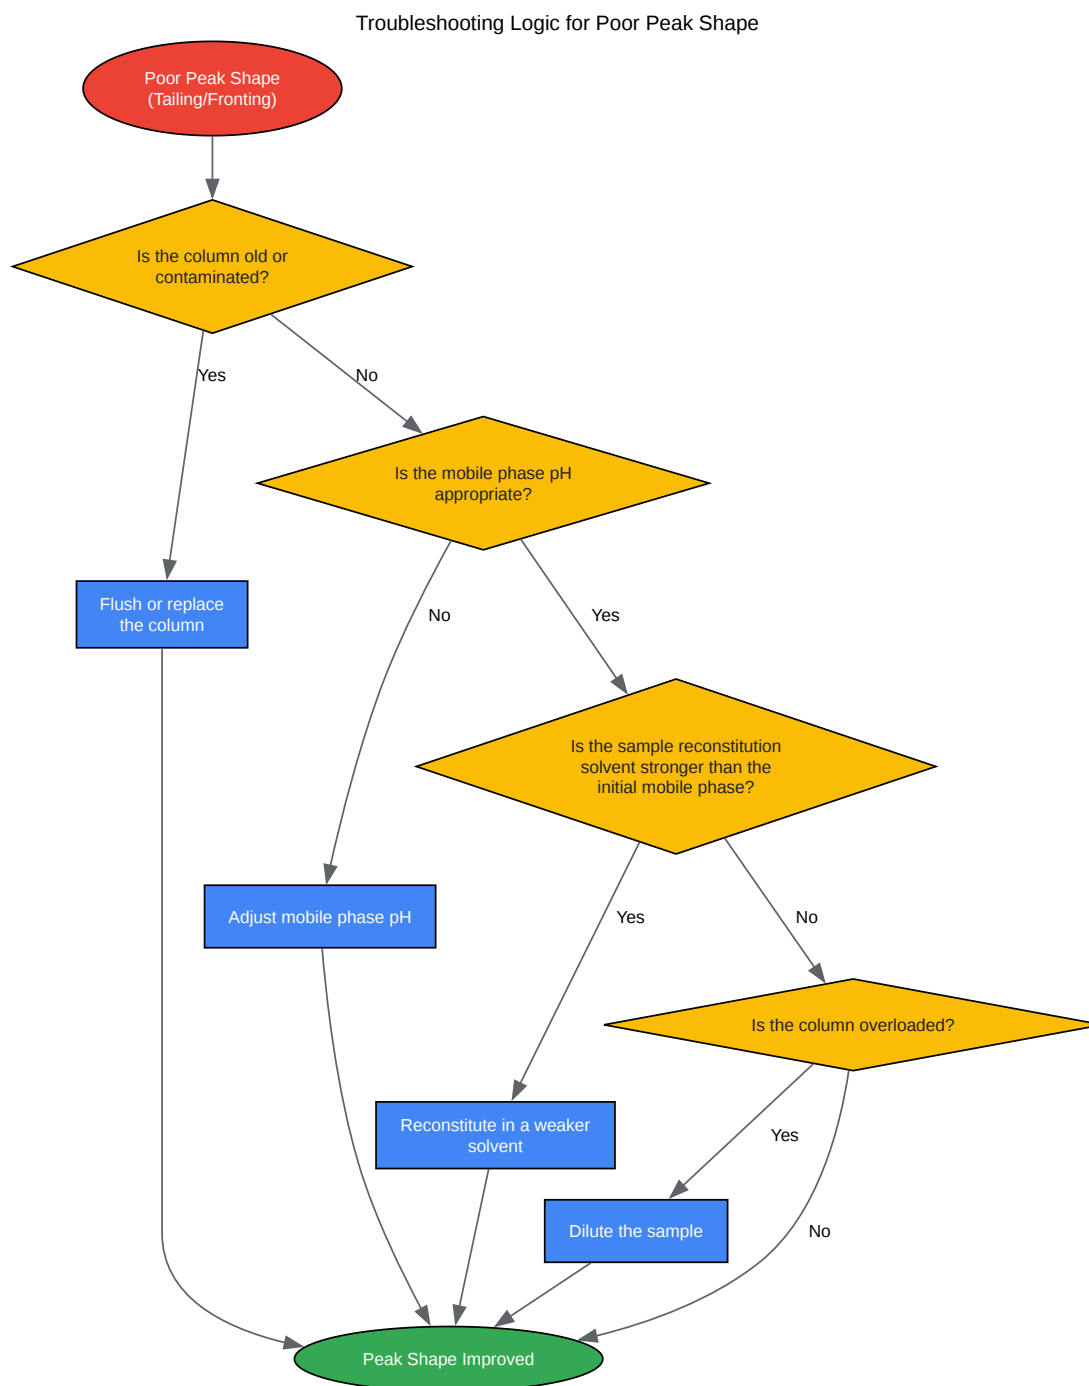 Troubleshooting Logic for Poor Peak Shape
Poor Peak Shape
(Tailing/Fronting)
Is the column old or
contaminated?
Yes
No
Is the mobile phase pH
appropriate?
Flush or replace
the column
No
Yes
Is the sample reconstitution
solvent stronger than the
initial mobile phase?
Adjust mobile phase pH
Yes
No
Is the column overloaded?
Reconstitute in a weaker
solvent
Yes
Dilute the sample
No
Peak Shape Improved